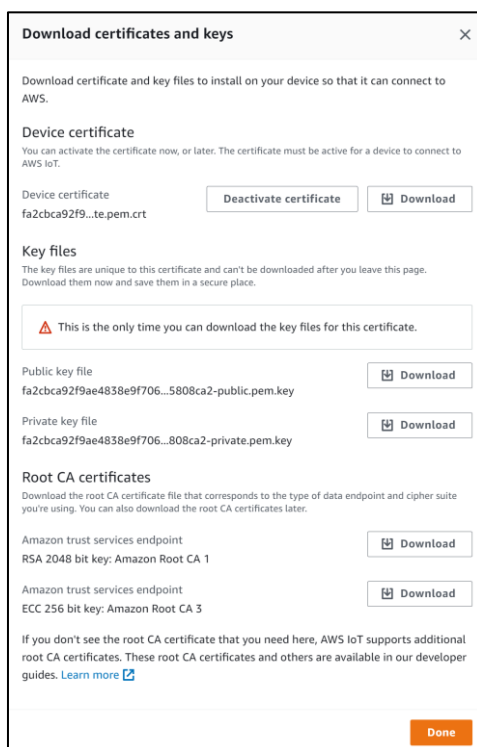 Download certificates and keys
Download certificate and key files to install on your device so that it can connect to
AWS.
Device certificate
You can activate the certificate now, or later. The certificate must be active for a device to connect to
AWS IoT.
Device certificate
fa2cbca92f9...te.pem.crt
Deactivate certificate
Download
Key files
The key files are unique to this certificate and can't be downloaded after you leave this page.
Download them now and save them in a secure place.
This is the only time you can download the key files for this certificate.
Public key file
fa2cbca92f9ae4838e9f706...5808ca2-public.pem.key
Download
Private key file
fa2cbca92f9ae4838e9f706...808ca2-private.pem.key
Download
Root CA certificates
Download the root CA certificate file that corresponds to the type of data endpoint and cipher suite
you're using. You can also download the root CA certificates later.
Amazon trust services endpoint
RSA 2048 bit key: Amazon Root CA 1
Download
Amazon trust services endpoint
ECC 256 bit key: Amazon Root CA 3
Download
If you don't see the root CA certificate that you need here, AWS IoT supports additional
root CA certificates. These root CA certificates and others are available in our developer
guides. Learn more
Done